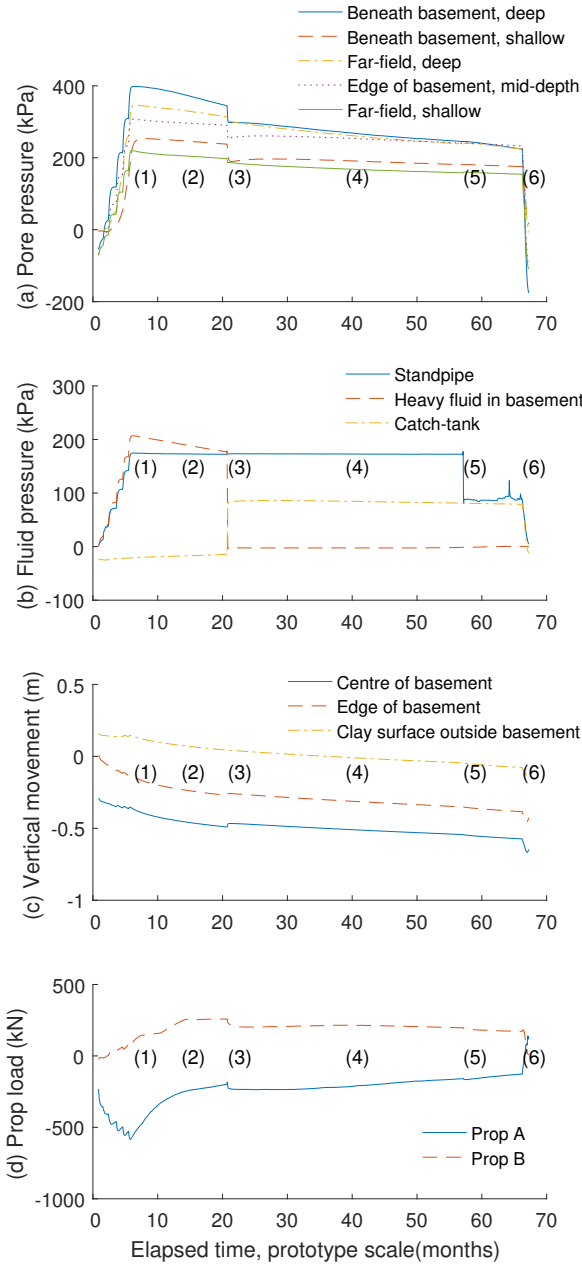 Beneath basement, deep
Beneath basement, shallow
Far-field, deep
Edge of basement, mid-depth
Far-field, shallow
(a) Pore pressure (kPa)
400
200
0
-200
(1) (2) (3) (4) (5) (6)
0 10 20 30 40 50 60 70
Standpipe
Heavy fluid in basement
Catch-tank
(b) Fluid pressure (kPa)
300
200
100
0
-100
(1) (2) (3) (4) (5) (6)
0 10 20 30 40 50 60 70
Centre of basement
Edge of basement
Clay surface outside basement
(c) Vertical movement (m)
0.5
0
-0.5
-1
(1) (2) (3) (4) (5) (6)
0 10 20 30 40 50 60 70
(d) Prop load (kN)
500
0
-500
-1000
(1) (2) (3) (4) (5) (6)
Prop A
Prop B
0 10 20 30 40 50 60 70
Elapsed time, prototype scale(months)